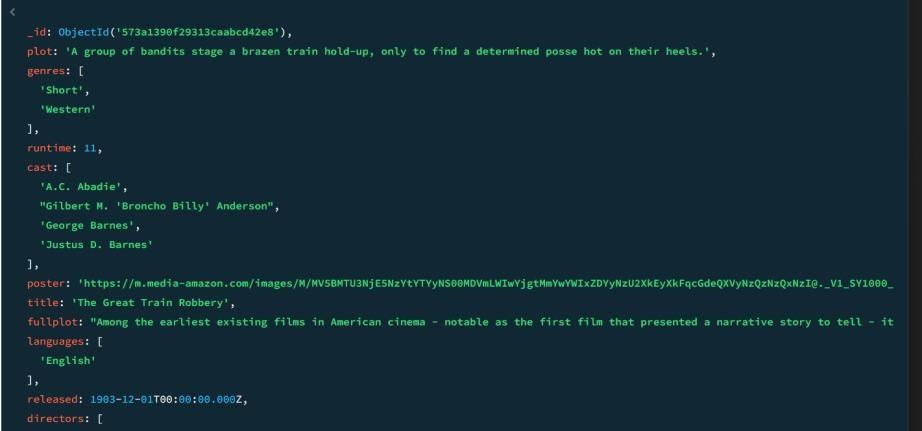 _id: ObjectId('573a1390f29313caabcd42e8'),
plot: 'A group of bandits stage a brazen train hold-up, only to find a determined posse hot on their heels.',
genres: [
'Short',
'Western'
],
runtime: 11,
cast: [
'A.C. Abadie',
"Gilbert M. 'Broncho Billy' Anderson",
'George Barnes',
'Justus D. Barnes'
],
poster: 'https://m.media-amazon.com/images/M/MV5BMTU3NjE5NzYtYTYyNS00MDVmLWIwYjgtMmYwYWIxZDYyNzU2XkEyXkFqcGdeQXVyNzQzNzQxNzI@._V1_SY1000_
title: 'The Great Train Robbery',
fullplot: "Among the earliest existing films in American cinema - notable as the first film that presented a narrative story to tell - it
languages: [
'English'
],
released: 1903-12-01T00:00:00.000Z,
directors: [